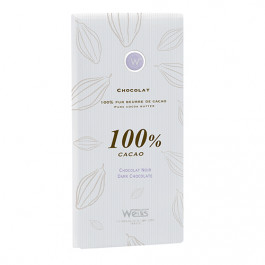 W
CHOCOLAT
100% PUR BEURRE DE CACAO
PURE COCOA BUTTER
100%
CACAO
CHOCOLAT NOIR
DARK CHOCOLATE
WEISS